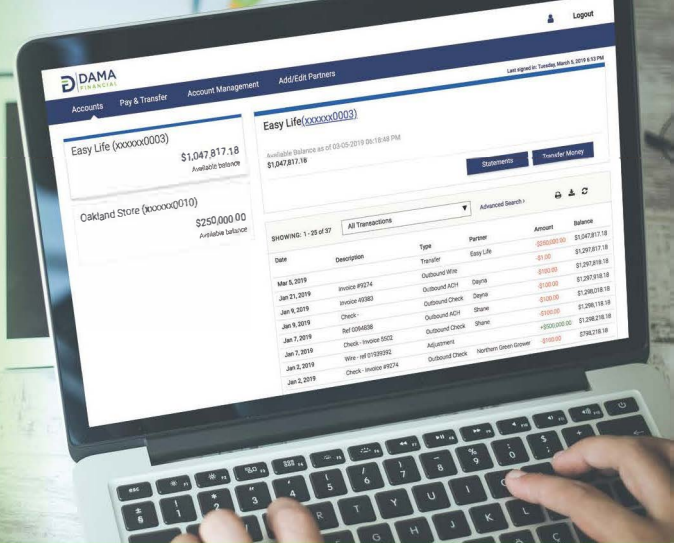 Logout
DAMA
FINANCIAL
Accounts Pay & Transfer Account Management Add/Edit Partners
Last signed in: Tuesday, March 5, 2019 6:33 PM
Easy Life (xxxxxx0003)
$1,047,817.18
Available balance
Oakland Store (xxxxxx0010)
$250,000.00
Available balance
Easy Life(xxxxxx0003)
Available Balance as of 03-05-2019 06:18:48 PM
$1,047,817.18
Statements Transfer Money
SHOWING: 1 - 25 of 37 All Transactions Advanced Search ›
Date Description Type Partner Amount Balance
Mar 5, 2019 Transfer Easy Life -$250,000.00 $1,047,817.18
Jan 21, 2019 Invoice #9274 Outbound Wire -$1.00 $1,297,817.18
Jan 9, 2019 Invoice 49383 Outbound ACH Dayna -$100.00 $1,297,818.18
Jan 9, 2019 Check - Outbound Check Dayna -$100.00 $1,297,918.18
Jan 7, 2019 Ref 0094838 Outbound ACH Shane -$100.00 $1,298,018.18
Jan 7, 2019 Check - Invoice 5502 Outbound Check Shane -$100.00 $1,298,118.18
Jan 2, 2019 Wire - ref 01929392 Adjustment +$500,000.00 $1,298,218.18
Jan 2, 2019 Check - Invoice #9274 Outbound Check Northern Green Grower -$100.00 $798,218.18
esc
R T Y U I
G H J K L Ç